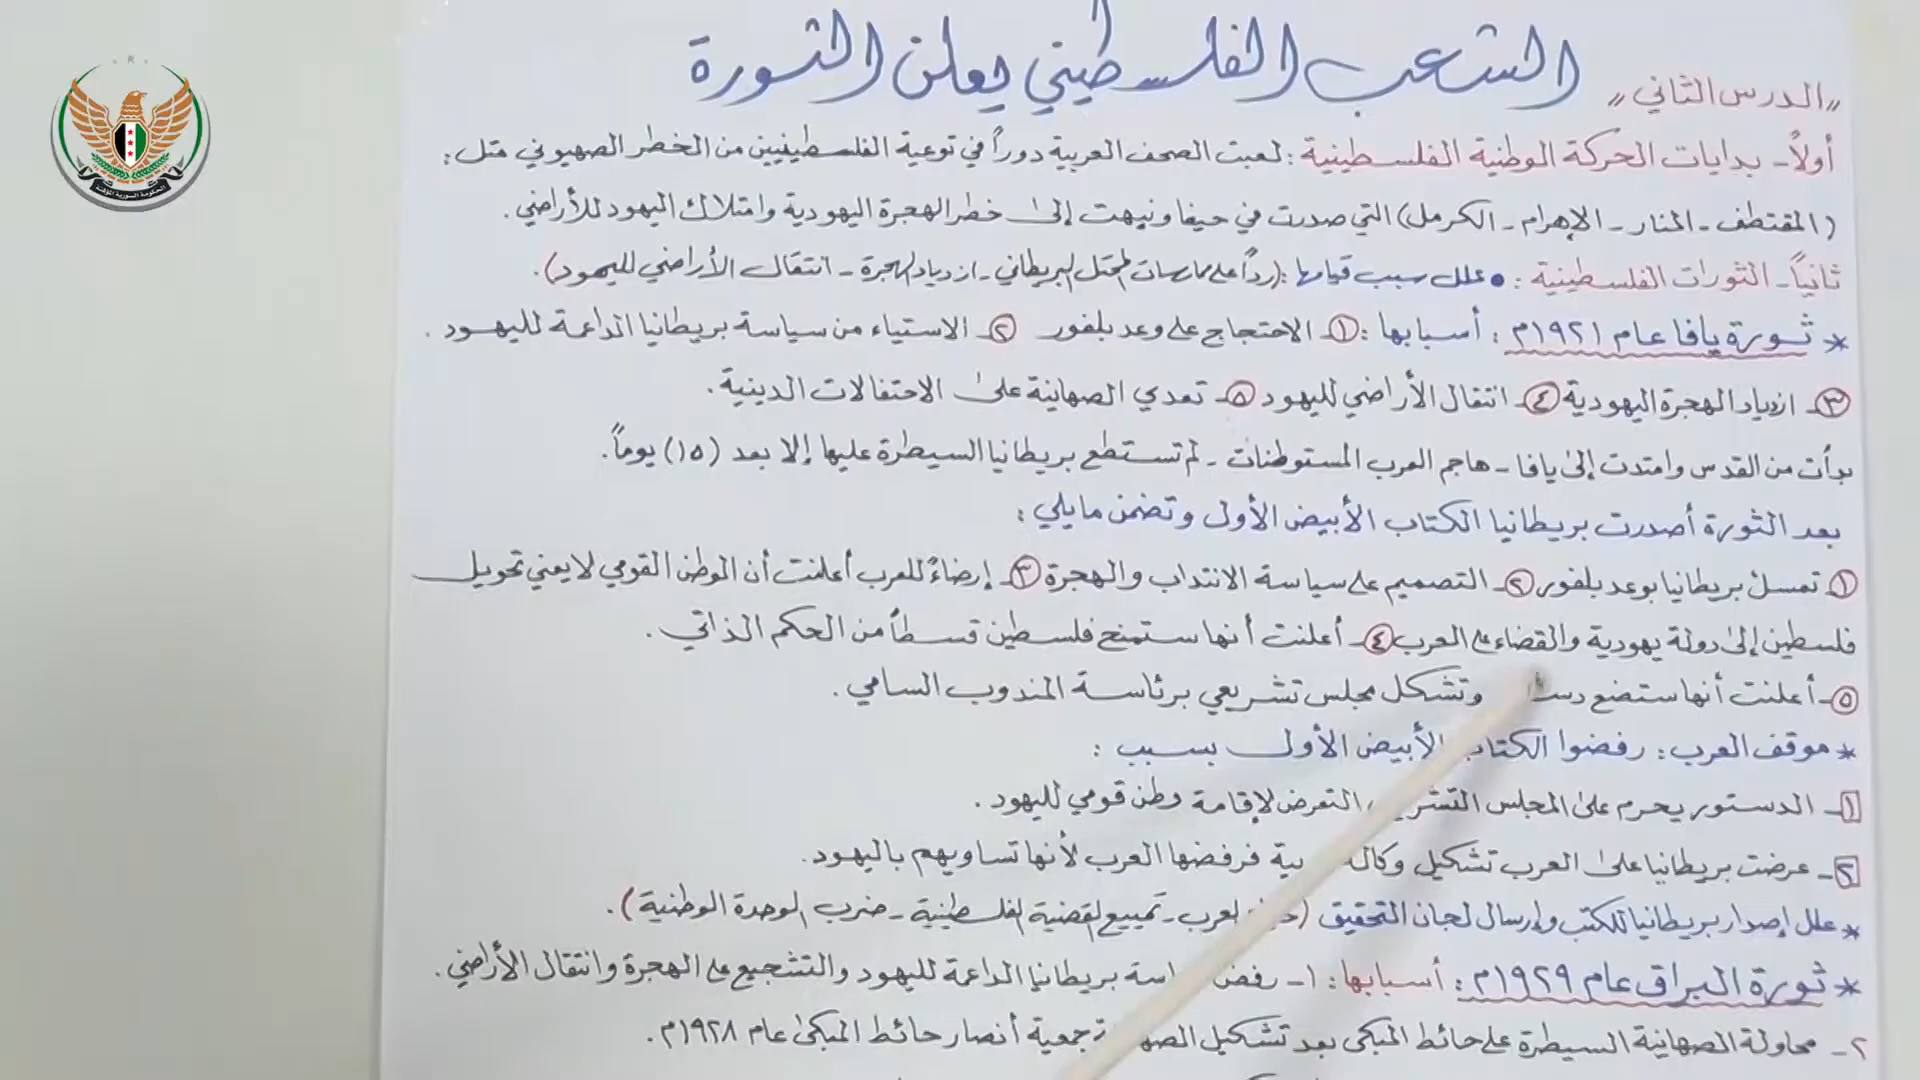 الشعب الفلسطيني يعلن الثورة
"الدرس الثاني"
أولاً- بدايات الحركة الوطنية الفلسطينية: لعبت الصحف العربية دوراً في توعية الفلسطينيين من الخطر الصهيوني مثل:
(المقتطف- المنار- الإهرام- الكرمل) التي صدرت في حيفا ونبهت إلى خطر الهجرة اليهودية وامتلاك اليهود للأراضي.
ثانياً- الثورات الفلسطينية: • علل سبب قيامها: (رداً على ممارسات المحتل البريطاني- ازدياد الهجرة- انتقال الأراضي لليهود).
* ثورة يافا عام ١٩٢١م: أسبابها: ①- الاحتجاج على وعد بلفور ②- الاستياء من سياسة بريطانيا الداعمة لليهود.
③- ازدياد الهجرة اليهودية ④- انتقال الأراضي لليهود ⑤- تعدي الصهاينة على الاحتفالات الدينية.
بدأت من القدس وامتدت إلى يافا- هاجم العرب المستوطنات- لم تستطع بريطانيا السيطرة عليها إلا بعد (١٥) يوماً.
بعد الثورة أصدرت بريطانيا الكتاب الأبيض الأول وتضمن مايلي:
①- تمسك بريطانيا بوعد بلفور ②- التصميم على سياسة الانتداب والهجرة ③- إرضاءً للعرب أعلنت أن الوطن القومي لا يعني تحويل
فلسطين إلى دولة يهودية والقضاء على العرب ④- أعلنت أنها ستمنح فلسطين قسطاً من الحكم الذاتي.
⑤- أعلنت أنها ستضع وتشكل مجلس تشريعي برئاسة المندوب السامي.
* موقف العرب: رفضوا الكتاب الأبيض الأول بسبب:
١- الدستور يحرم على المجلس التعرض لإقامة وطن قومي لليهود.
٢- عرضت بريطانيا على العرب تشكيل فرفضها العرب لأنها تساويهم باليهود.
* علل إصدار بريطانيا للكتب وإرسال لجان التحقيق ( العرب- تمييع القضية الفلسطينية- ضرب الوحدة الوطنية).
* ثورة البراق عام ١٩٢٩م: أسبابها: ١- رفض بريطانيا الداعمة لليهود والتشجيع على الهجرة وانتقال الأراضي.
٢- محاولة الصهاينة السيطرة على حائط المبكى بعد تشكيل جمعية أنصار حائط المبكى عام ١٩٢٨م.